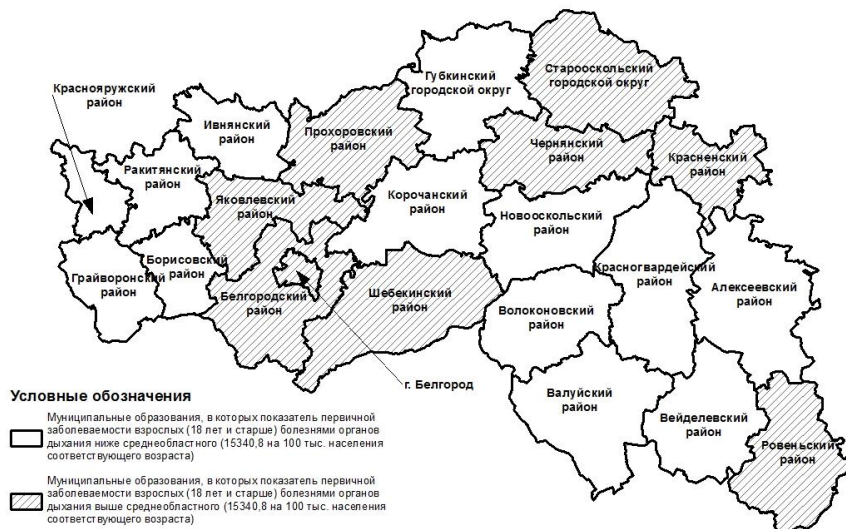 Старооскольский
городской округ
Губкинский
городской округ
Краснояружский
район
Ивнянский
район
Прохоровский
район
Чернянский
район
Красненский
район
Ракитянский
район
Яковлевский
район
Корочанский
район
Новооскольский
район
Борисовский
район
Грайворонский
район
Красногвардейский
район
Алексеевский
район
Белгородский
район
Шебекинский
район
Волоконовский
район
г. Белгород
Валуйский
район
Вейделевский
район
Ровеньский
район
Условные обозначения
Муниципальные образования, в которых показатель первичной
заболеваемости взрослых (18 лет и старше) болезнями органов
дыхания ниже среднеобластного (15340,8 на 100 тыс. населения
соответствующего возраста)
Муниципальные образования, в которых показатель первичной
заболеваемости взрослых (18 лет и старше) болезнями органов
дыхания выше среднеобластного (15340,8 на 100 тыс. населения
соответствующего возраста)